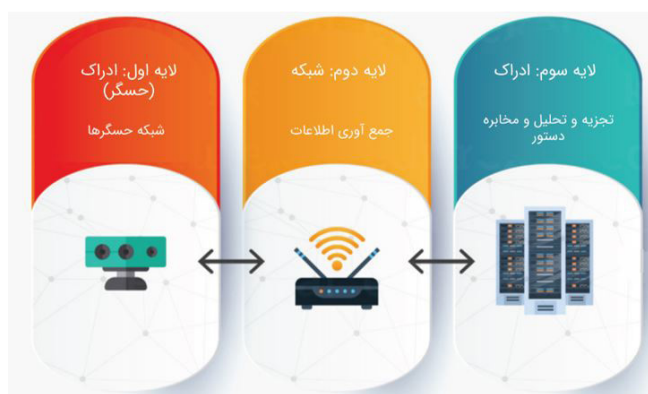 لایه اول: ادراک
(حسگر)
شبکه حسگرها
لایه دوم: شبکه
جمع آوری اطلاعات
لایه سوم: ادراک
تجزیه و تحلیل و مخابره
دستور